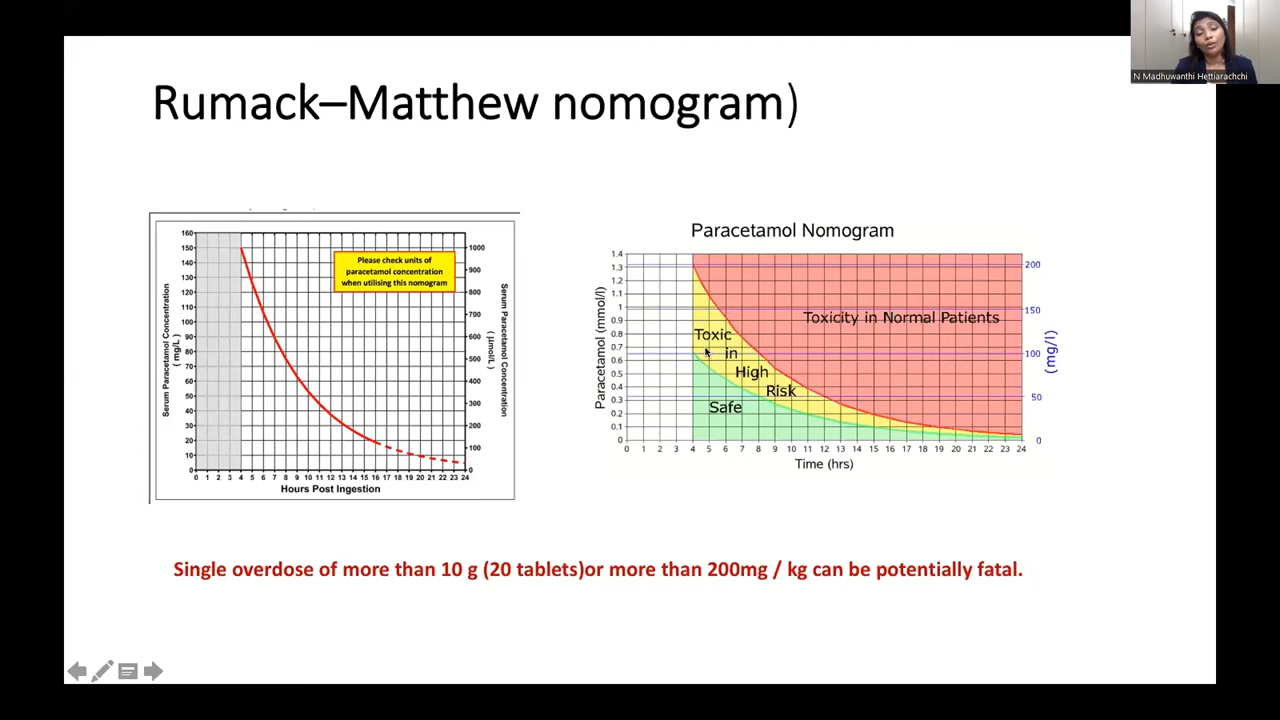 N Madhuwanthi Hettiarachchi
Rumack–Matthew nomogram)
Please check units of
paracetamol concentration
when utilising this nomogram
Serum Paracetamol Concentration
( mg/L )
160
150
140
130
120
110
100
90
80
70
60
50
40
30
20
10
0
1000
900
800
700
600
500
400
300
200
100
0
Serum Paracetamol Concentration
( µmol/L )
0 1 2 3 4 5 6 7 8 9 10 11 12 13 14 15 16 17 18 19 20 21 22 23 24
Hours Post Ingestion
Paracetamol Nomogram
Paracetamol (mmol/l)
1.4
1.3
1.2
1.1
1
0.9
0.8
0.7
0.6
0.5
0.4
0.3
0.2
0.1
0
Toxicity in Normal Patients
Toxic
in
High
Risk
Safe
200
150
100
50
0
(mg/l)
0 1 2 3 4 5 6 7 8 9 10 11 12 13 14 15 16 17 18 19 20 21 22 23 24
Time (hrs)
Single overdose of more than 10 g (20 tablets)or more than 200mg / kg can be potentially fatal.